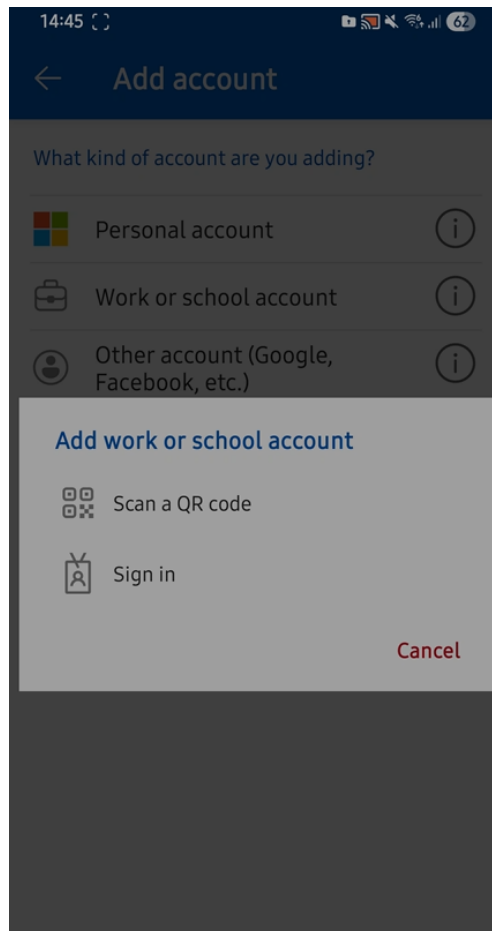 14:45
62
Add account
What kind of account are you adding?
Personal account
Work or school account
Other account (Google,
Facebook, etc.)
Add work or school account
Scan a QR code
Sign in
Cancel